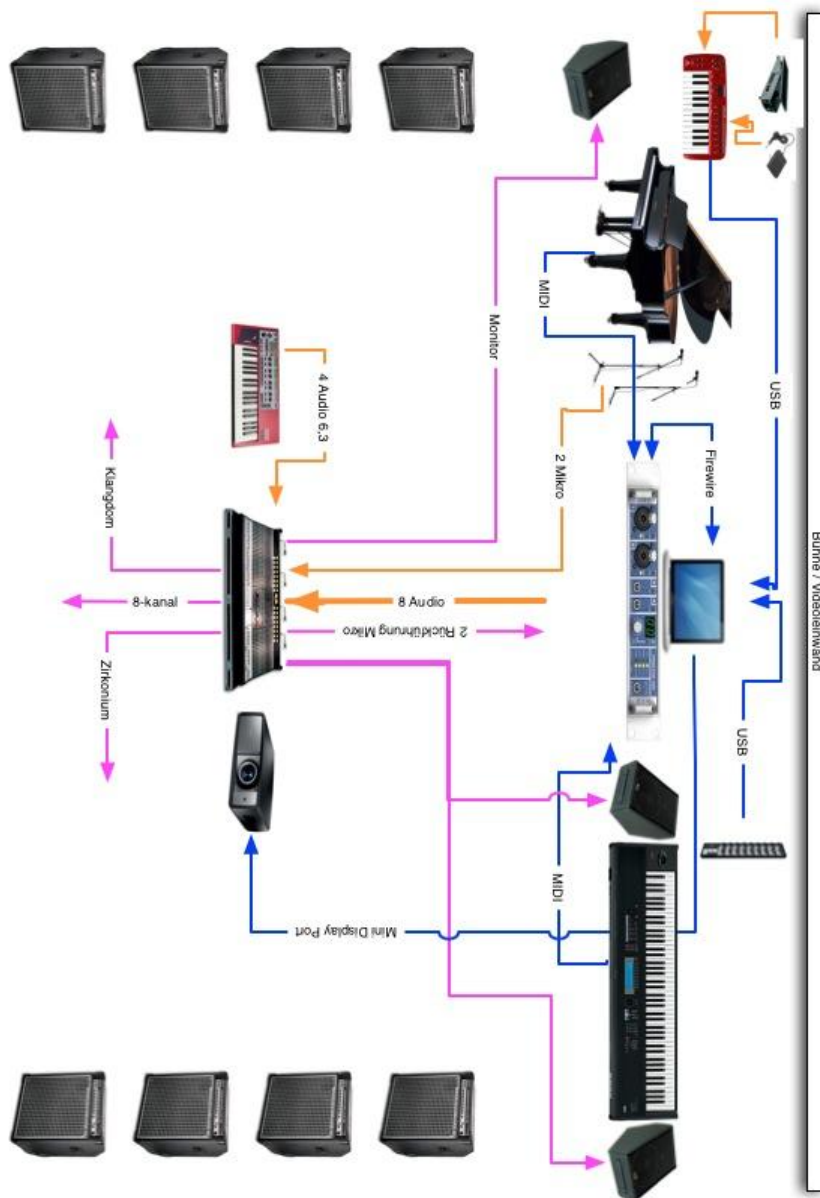 Bühne / Videoleinwand
USB
MIDI
Monitor
4 Audio 6,3
2 Mikro
Firewire
Klangdom
8-kanal
8 Audio
2 Rückführung Mikro
Zirkonium
USB
MIDI
Mini Display Port